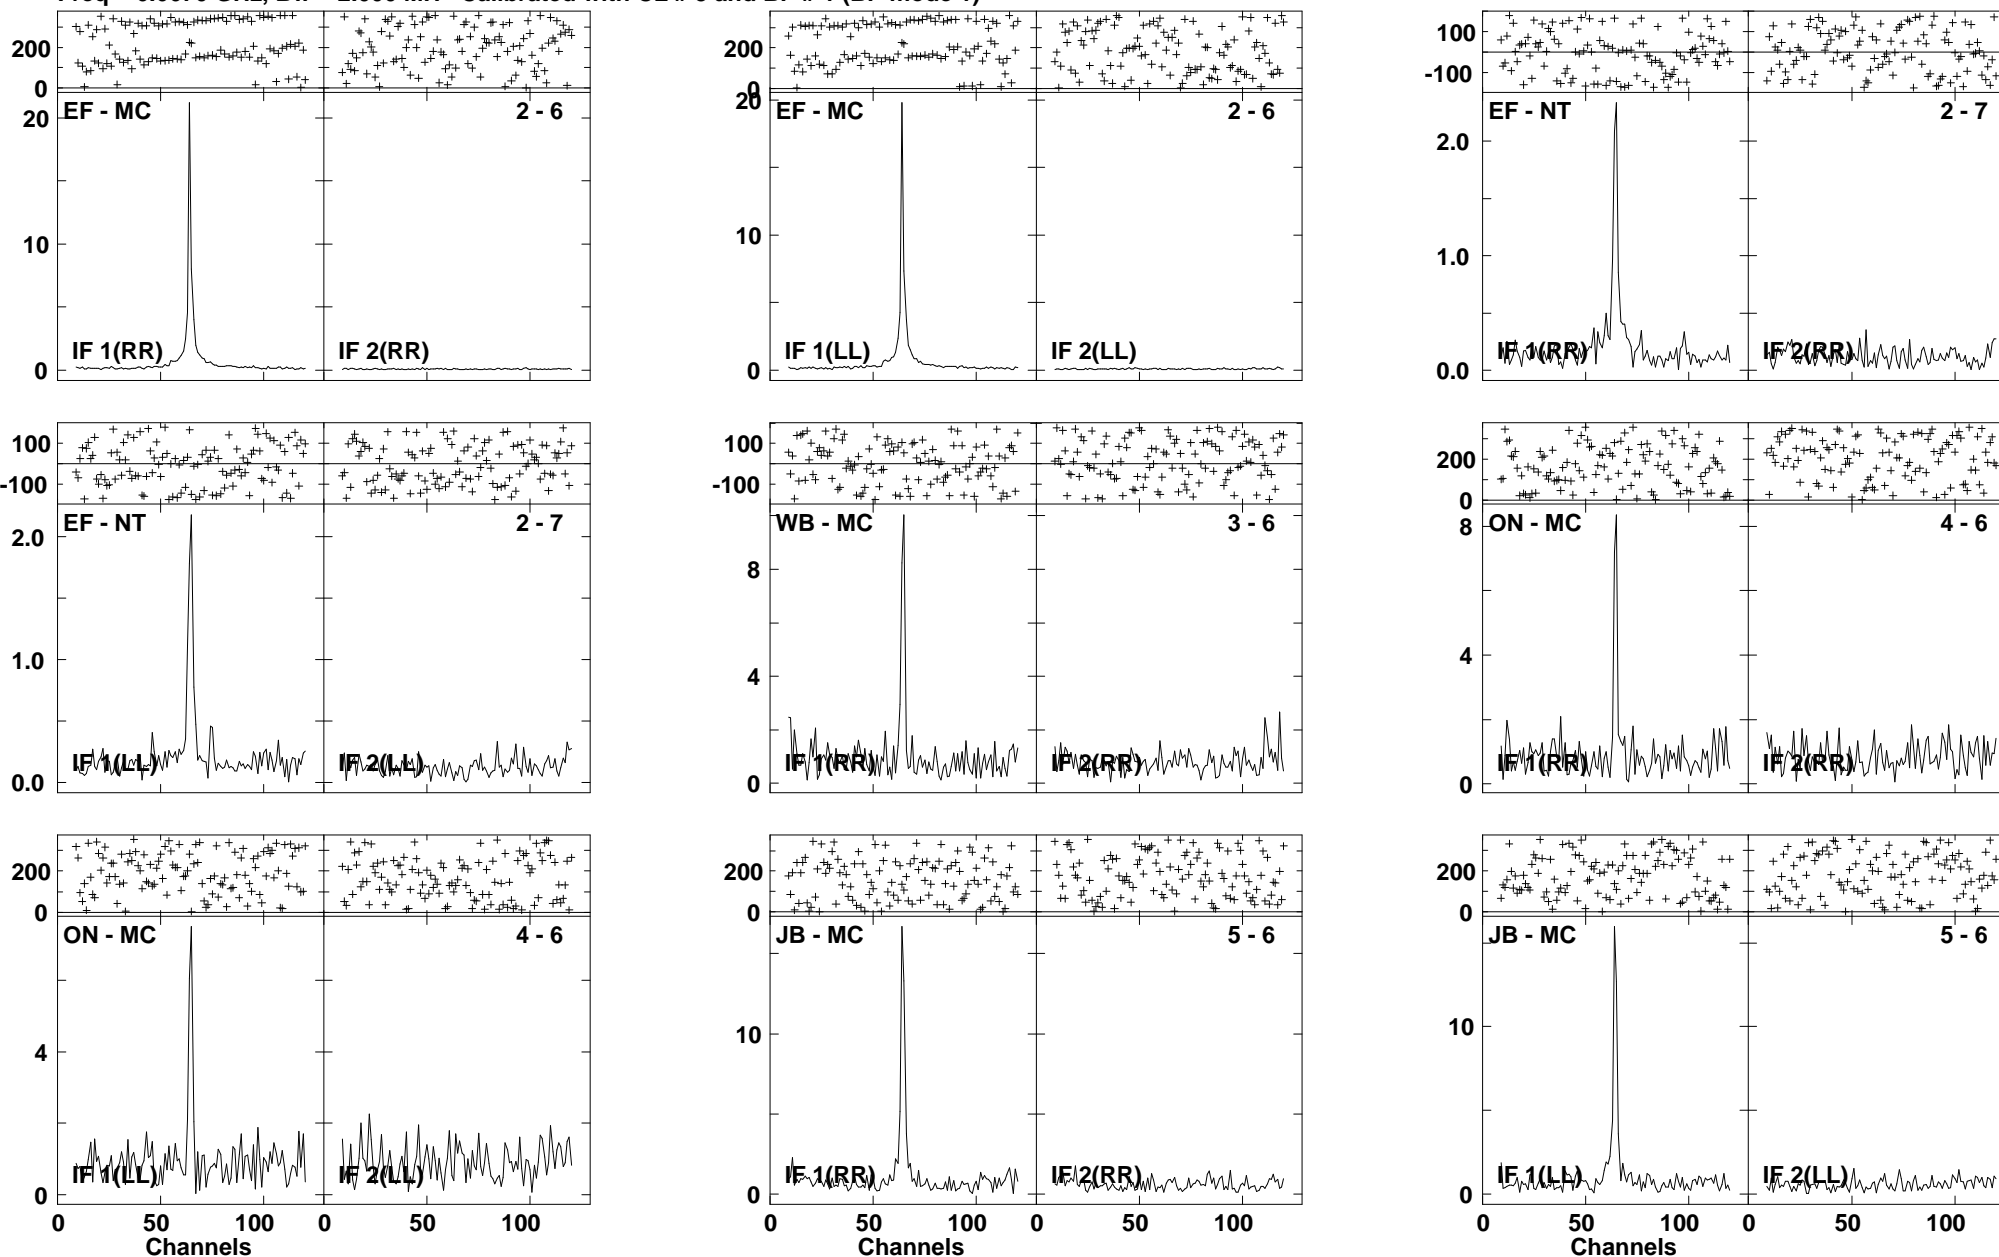 200
0
EF - MC
2 - 6
20
10
0
IF 1(RR)
IF 2(RR)
200
0
EF - MC
2 - 6
20
10
0
IF 1(LL)
IF 2(LL)
100
-100
EF - NT
2 - 7
2.0
1.0
0.0
IF 1(RR)
IF 2(RR)
100
-100
EF - NT
2 - 7
2.0
1.0
0.0
IF 1(LL)
IF 2(LL)
100
-100
WB - MC
3 - 6
8
4
0
IF 1(RR)
IF 2(RR)
200
0
ON - MC
4 - 6
8
4
0
IF 1(RR)
IF 2(RR)
200
0
ON - MC
4 - 6
4
0
IF 1(LL)
IF 2(LL)
0 50 100 0 50 100
Channels
200
0
JB - MC
5 - 6
10
0
IF 1(RR)
IF 2(RR)
0 50 100 0 50 100
Channels
200
0
JB - MC
5 - 6
10
0
IF 1(LL)
IF 2(LL)
0 50 100 0 50 100
Channels